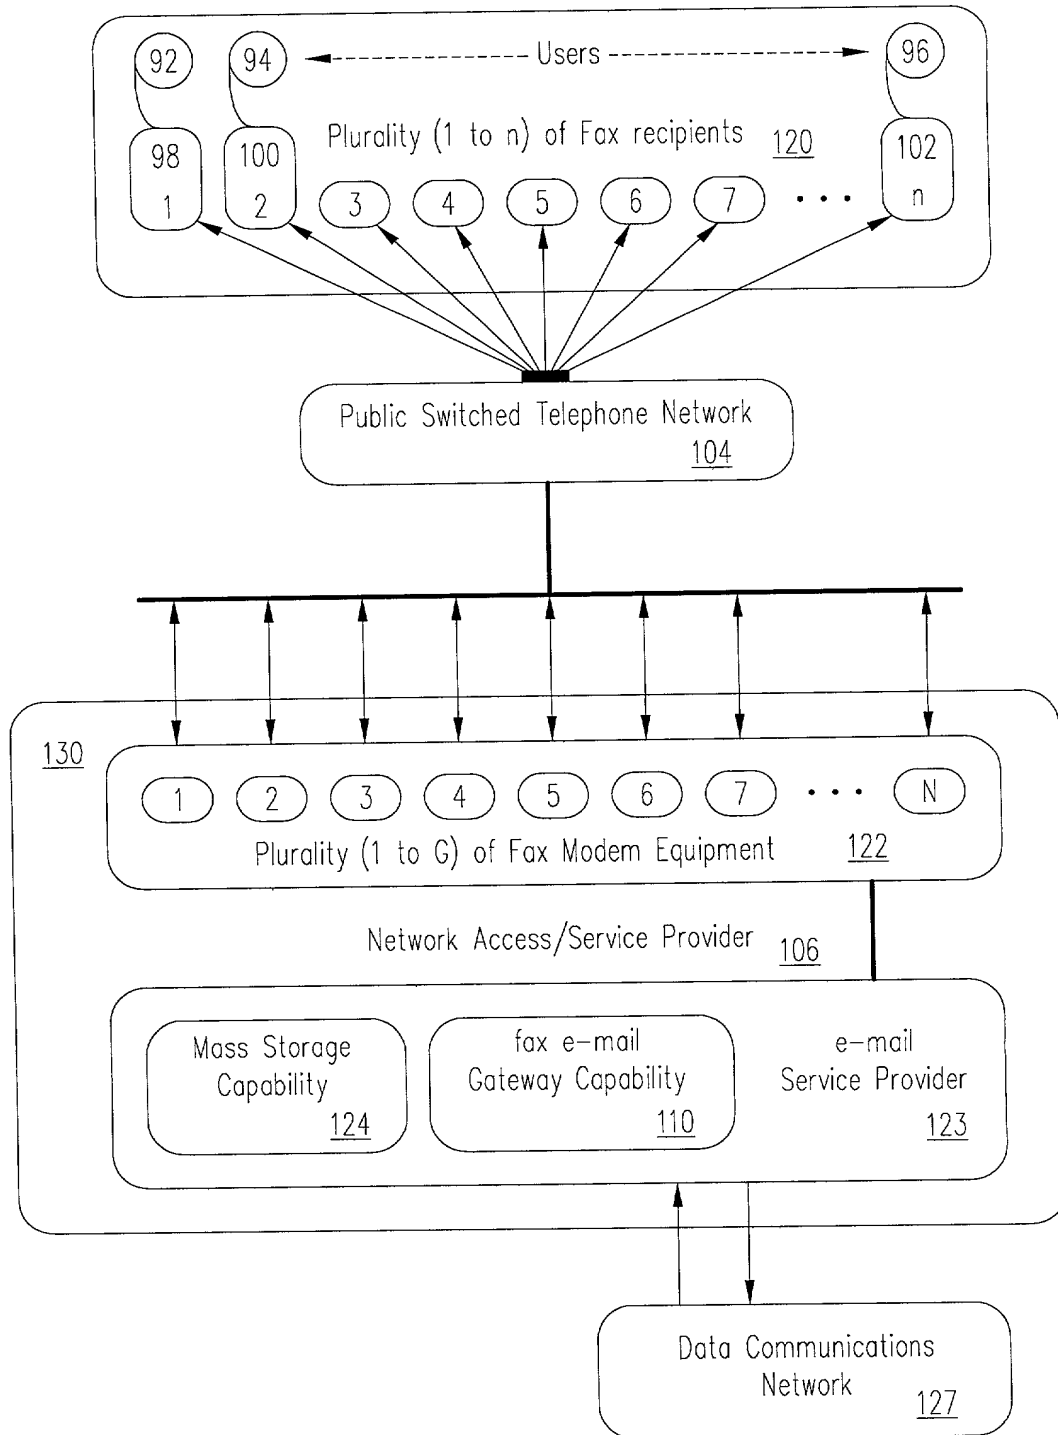 92 94 Users 96
Plurality (1 to n) of Fax recipients 120
98 100 102
1 2 3 4 5 6 7 ··· n
Public Switched Telephone Network
104
130
1 2 3 4 5 6 7 ··· N
Plurality (1 to G) of Fax Modem Equipment 122
Network Access/Service Provider 106
Mass Storage
Capability
124
fax e-mail
Gateway Capability
110
e-mail
Service Provider
123
Data Communications
Network
127